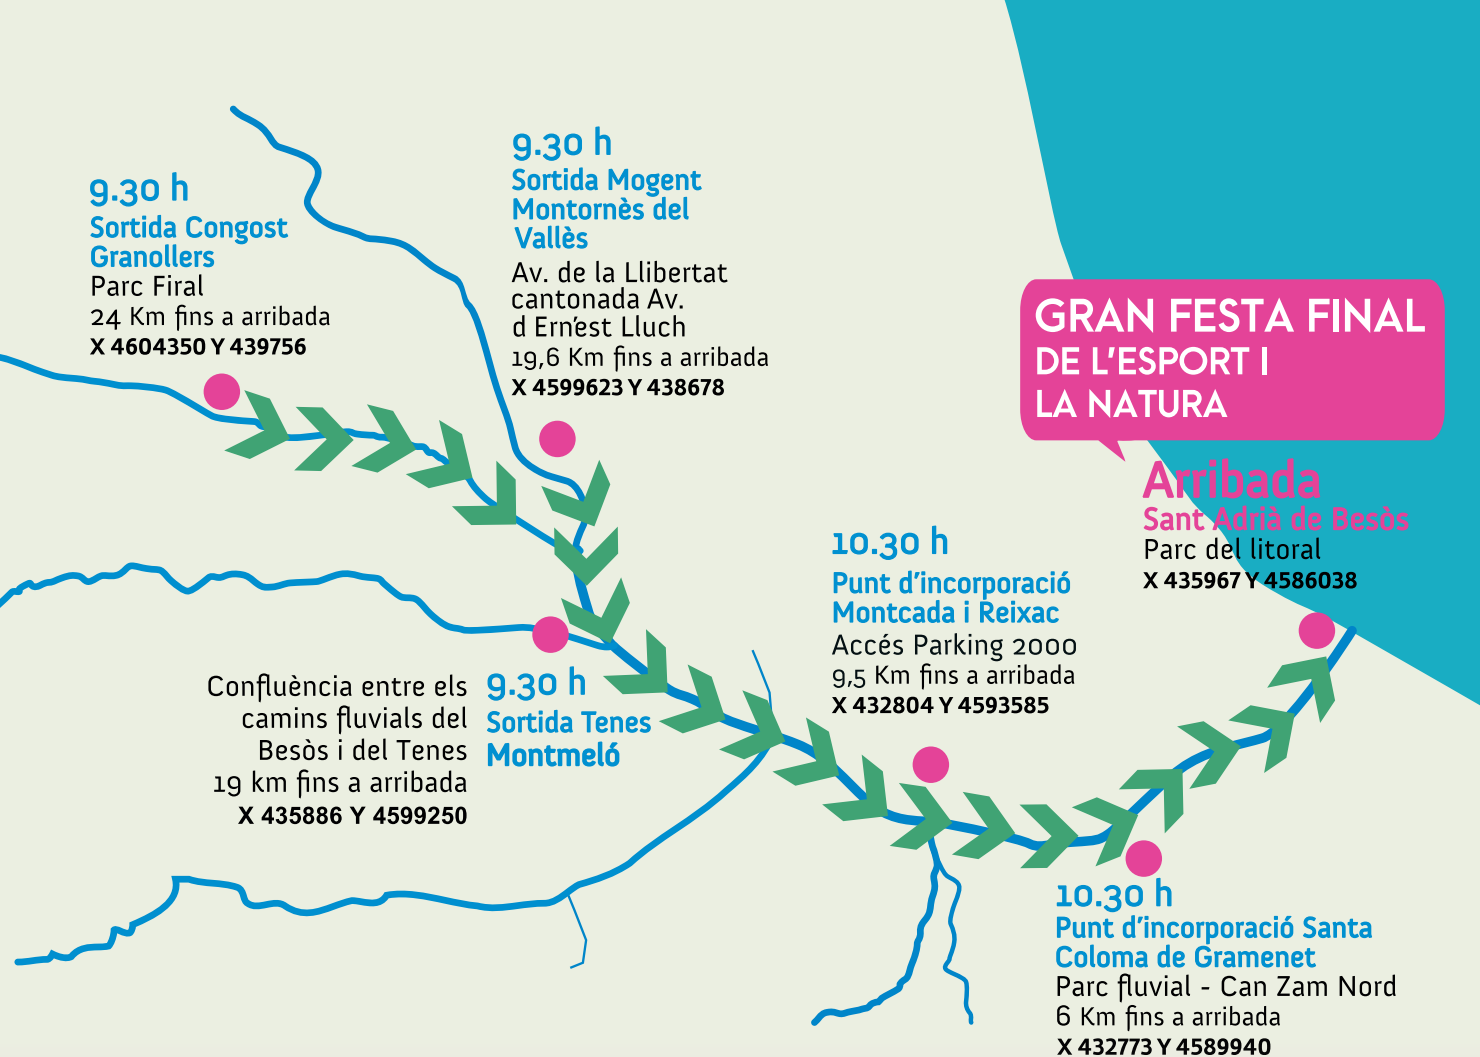 9.30 h
Sortida Congost
Granollers
Parc Firal
24 Km fins a arribada
X 4604350 Y 439756
9.30 h
Sortida Mogent
Montornès del
Vallès
Av. de la Llibertat
cantonada Av.
d Ern'est Lluch
19,6 Km fins a arribada
X 4599623 Y 438678
GRAN FESTA FINAL
DE L'ESPORT I
LA NATURA
Arribada
Sant Adrià de Besòs
Parc del litoral
X 435967 Y 4586038
10.30 h
Punt d'incorporació
Montcada i Reixac
Accés Parking 2000
9,5 Km fins a arribada
X 432804 Y 4593585
Confluència entre els
camins fluvials del
Besòs i del Tenes
19 km fins a arribada
X 435886 Y 4599250
9.30 h
Sortida Tenes
Montmeló
10.30 h
Punt d'incorporació Santa
Coloma de Gramenet
Parc fluvial - Can Zam Nord
6 Km fins a arribada
X 432773 Y 4589940